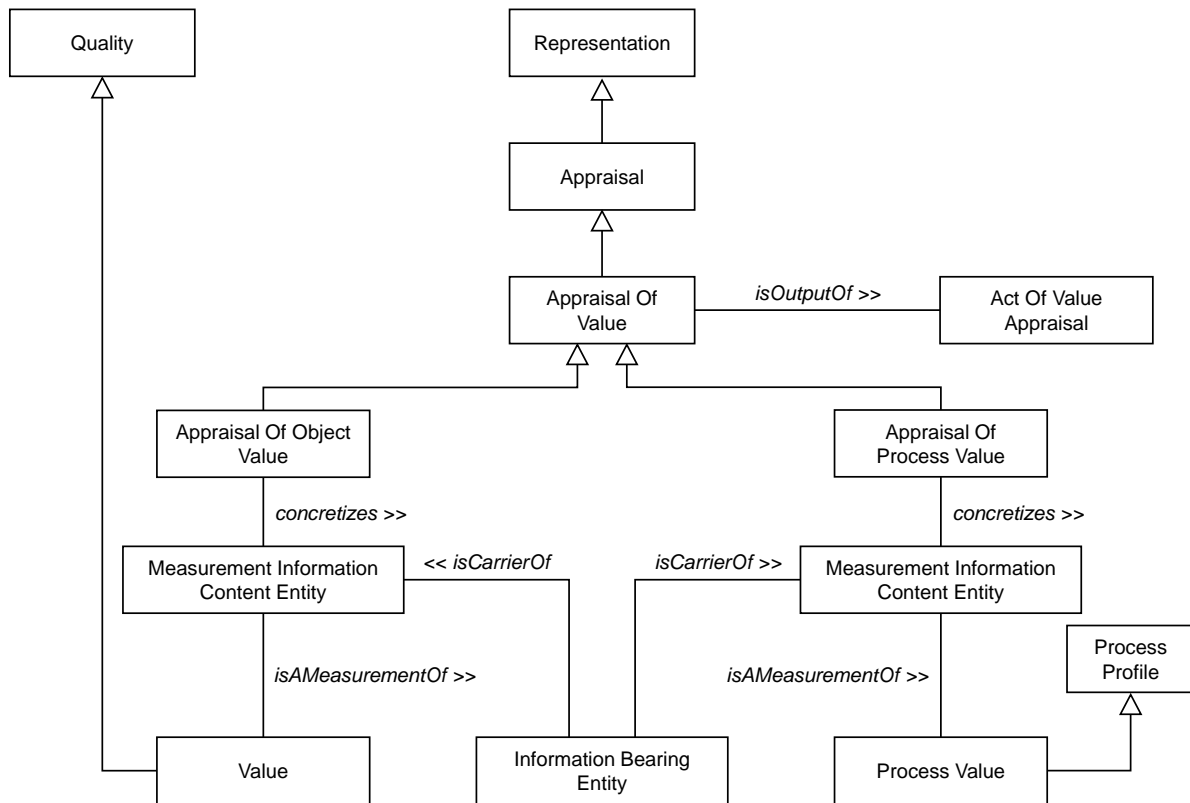 Quality
Representation
Appraisal
Appraisal Of
Value
isOutputOf >>
Act Of Value
Appraisal
Appraisal Of Object
Value
Appraisal Of
Process Value
concretizes >>
concretizes >>
Measurement Information
Content Entity
<< isCarrierOf
isCarrierOf >>
Measurement Information
Content Entity
Process
Profile
isAMeasurementOf >>
isAMeasurementOf >>
Value
Information Bearing
Entity
Process Value